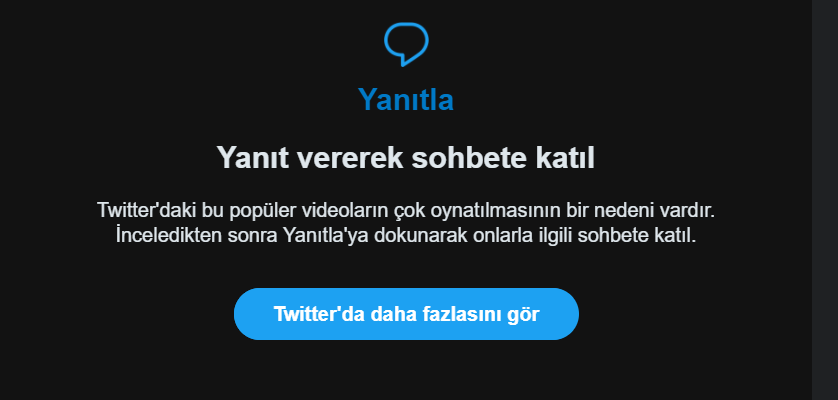 Yanıtla
Yanıt vererek sohbete katıl
Twitter'daki bu popüler videoların çok oynatılmasının bir nedeni vardır.
İnceledikten sonra Yanıtla'ya dokunarak onlarla ilgili sohbete katıl.
Twitter'da daha fazlasını gör